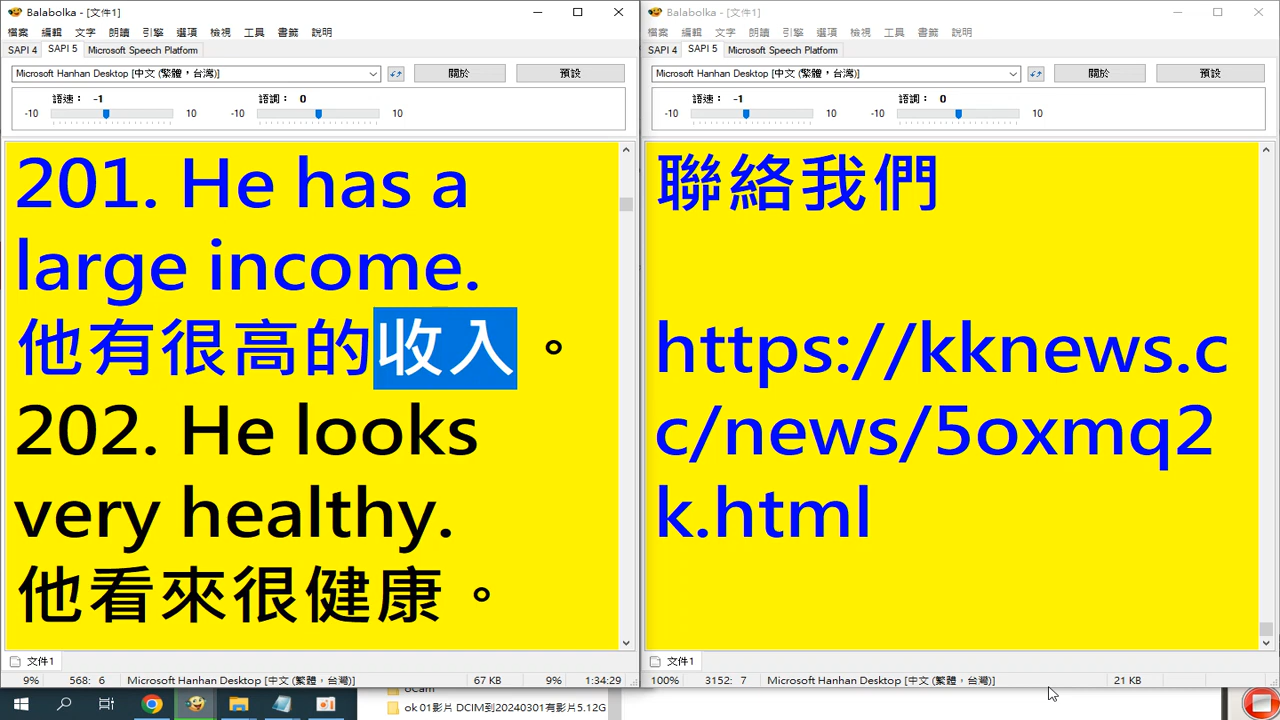 Balabolka - [文件1]
檔案 編輯 文字 朗讀 引擎 選項 檢視 工具 書籤 說明
SAPI 4 SAPI 5 Microsoft Speech Platform
Microsoft Hanhan Desktop [中文 (繁體，台灣)] 關於 預設
語速： -1 語調： 0
-10 10 -10 10
201. He has a
large income.
他有很高的收入。
202. He looks
very healthy.
他看來很健康。
文件1
9% 568: 6 Microsoft Hanhan Desktop [中文 (繁體，台灣)] 67 KB 9% 1:34:29
Balabolka - [文件1]
檔案 編輯 文字 朗讀 引擎 選項 檢視 工具 書籤 說明
SAPI 4 SAPI 5 Microsoft Speech Platform
Microsoft Hanhan Desktop [中文 (繁體，台灣)] 關於 預設
語速： -1 語調： 0
-10 10 -10 10
聯絡我們
https://kknews.c
c/news/5oxmq2
k.html
文件1
100% 3152: 7 Microsoft Hanhan Desktop [中文 (繁體，台灣)] 21 KB
oCam
ok 01影片 DCIM到20240301有影片5.12G